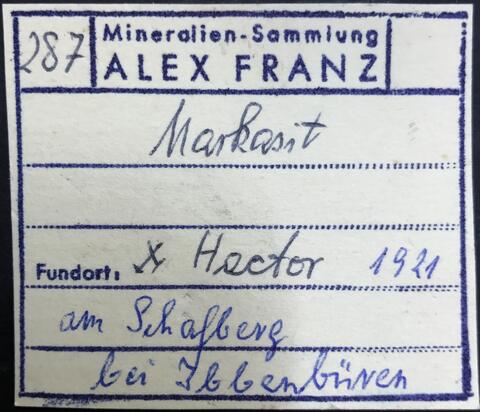 287 Mineralien-Sammlung
ALEX FRANZ
Markasit
Fundort: X Hector 1921
am Schafberg
bei Ibbenbüren